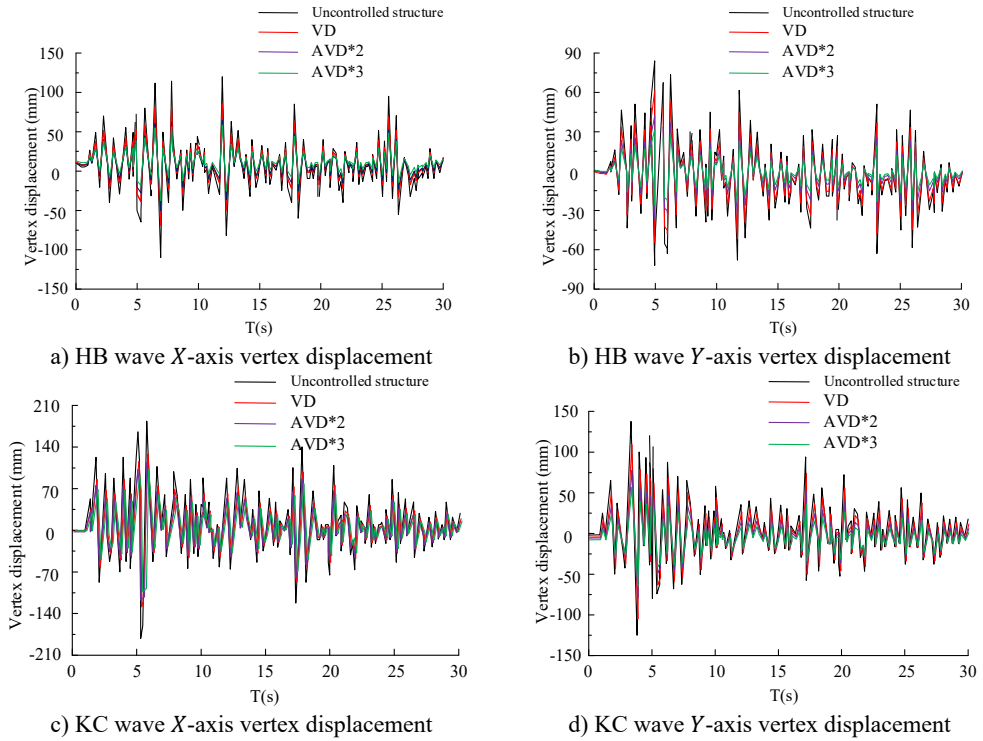 Uncontrolled structure
VD
AVD*2
AVD*3
150
100
50
0
-50
-100
-150
Vertex displacement (mm)
0 5 10 15 20 25 30
T(s)
a) HB wave X-axis vertex displacement
Uncontrolled structure
VD
AVD*2
AVD*3
90
60
30
0
-30
-60
-90
Vertex displacement (mm)
0 5 10 15 20 25 30
T(s)
b) HB wave Y-axis vertex displacement
Uncontrolled structure
VD
AVD*2
AVD*3
210
140
70
0
-70
-140
-210
Vertex displacement (mm)
0 5 10 15 20 25 30
T(s)
c) KC wave X-axis vertex displacement
Uncontrolled structure
VD
AVD*2
AVD*3
150
100
50
0
-50
-100
-150
Vertex displacement (mm)
0 5 10 15 20 25 30
T(s)
d) KC wave Y-axis vertex displacement